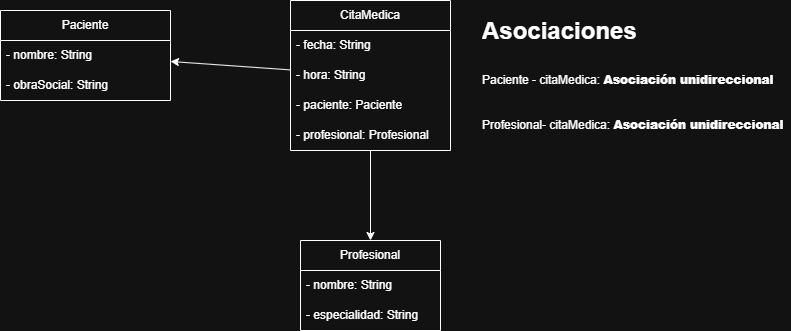 Paciente
- nombre: String
- obraSocial: String
CitaMedica
- fecha: String
- hora: String
- paciente: Paciente
- profesional: Profesional
Profesional
- nombre: String
- especialidad: String
Asociaciones
Paciente - citaMedica: Asociación unidireccional
Profesional- citaMedica: Asociación unidireccional